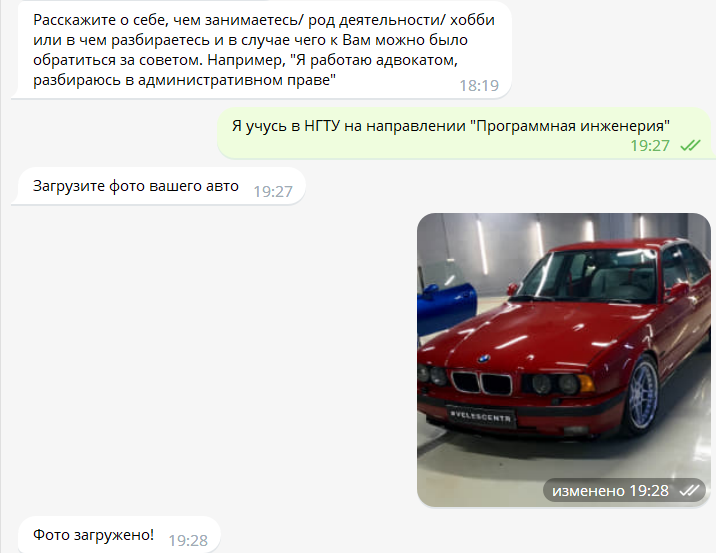 Расскажите о себе, чем занимаетесь/ род деятельности/ хобби
или в чем разбираетесь и в случае чего к Вам можно было
обратиться за советом. Например, "Я работаю адвокатом,
разбираюсь в административном праве"
18:19
Я учусь в НГТУ на направлении "Программная инженерия"
19:27
Загрузите фото вашего авто
19:27
#VELESCENTR
изменено 19:28
Фото загружено!
19:28